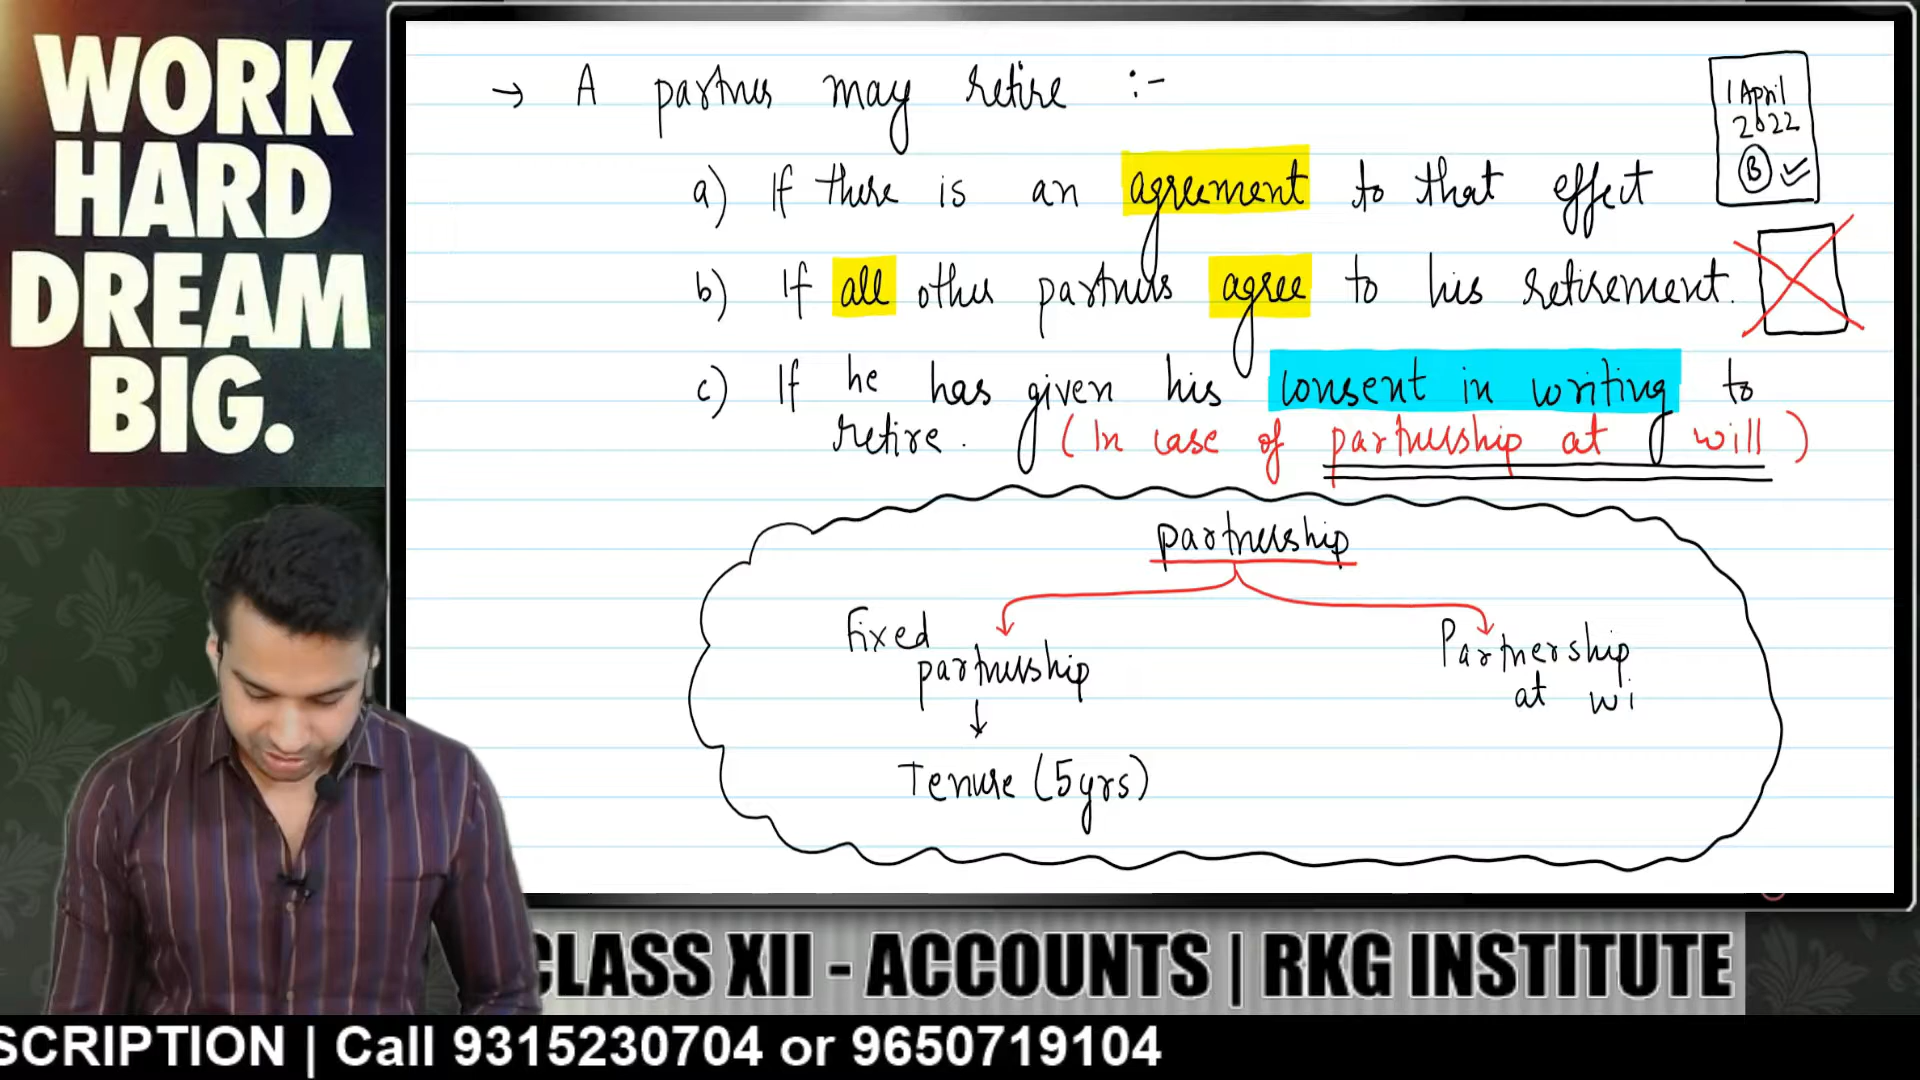 WORK
HARD
DREAM
BIG.
→ A partner may retire :-
a) If there is an agreement to that effect
b) If all other partners agree to his retirement.
c) If he has given his consent in writing to
retire. (In case of partnership at will)
1 April
2022
B
partnership
Fixed
partnership
Tenure (5yrs)
Partnership
at wi
CLASS XII - ACCOUNTS | RKG INSTITUTE
SCRIPTION | Call 9315230704 or 9650719104